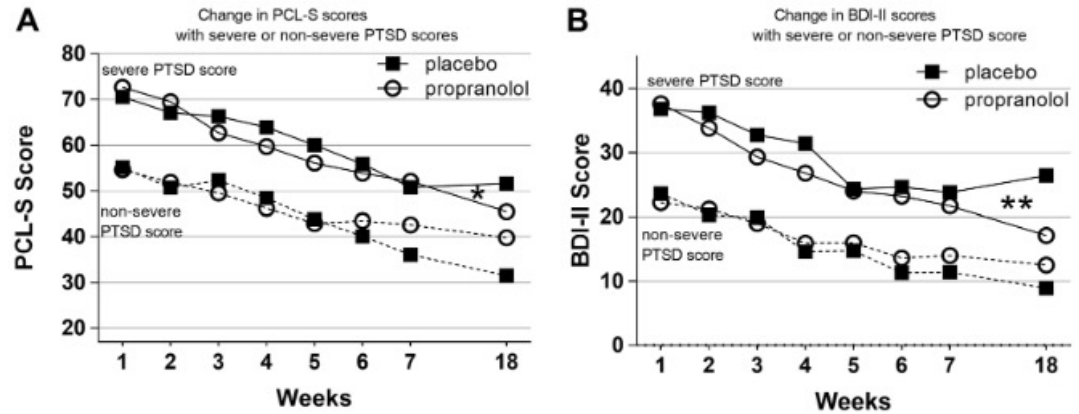 A
Change in PCL-S scores
with severe or non-severe PTSD scores
80
70
60
50
40
30
20
PCL-S Score
severe PTSD score
placebo
propranolol
non-severe
PTSD score
*
1 2 3 4 5 6 7 18
Weeks
B
Change in BDI-II scores
with severe or non-severe PTSD score
40
30
20
10
0
BDI-II Score
severe PTSD score
placebo
propranolol
non-severe
PTSD score
**
1 2 3 4 5 6 7 18
Weeks